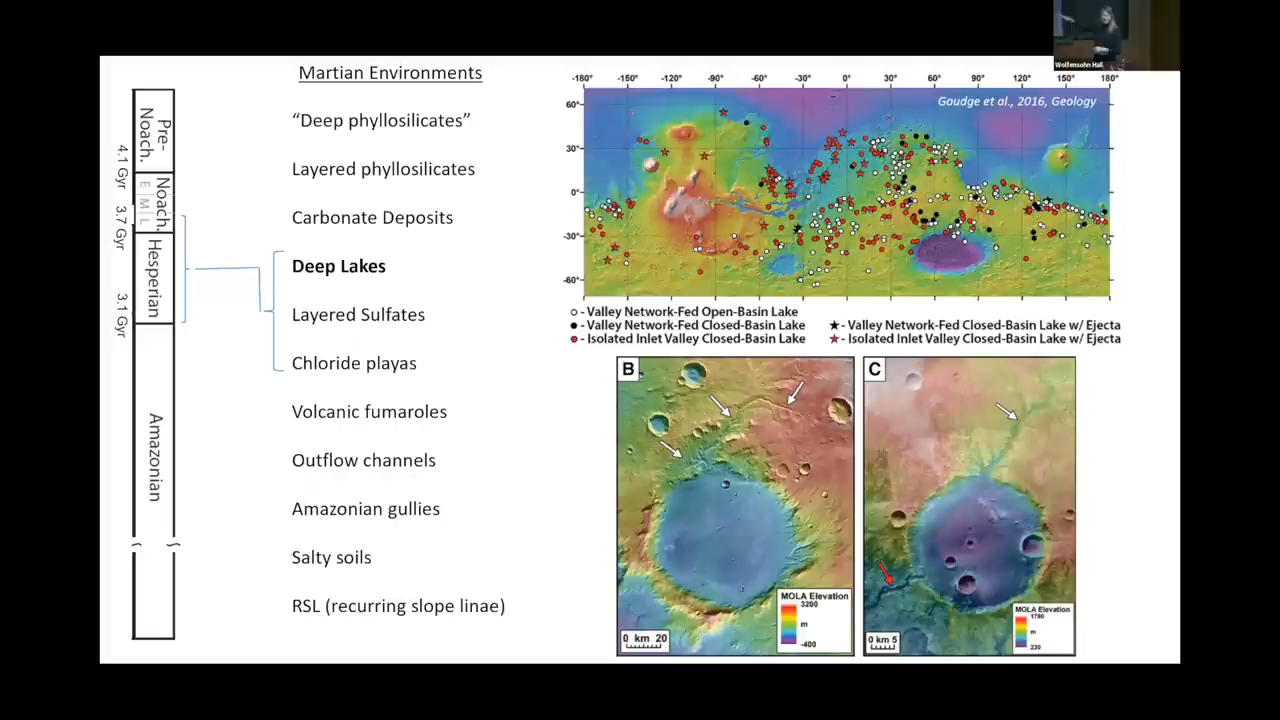 Wolfensohn Hall
Martian Environments
"Deep phyllosilicates"
Layered phyllosilicates
Carbonate Deposits
Deep Lakes
Layered Sulfates
Chloride playas
Volcanic fumaroles
Outflow channels
Amazonian gullies
Salty soils
RSL (recurring slope linae)
Pre-
Noach.
4.1 Gyr
Noach.
E M L
3.7 Gyr
Hesperian
3.1 Gyr
Amazonian
-180° -150° -120° -90° -60° -30° 0° 30° 60° 90° 120° 150° 180°
60°
30°
0°
-30°
-60°
Goudge et al., 2016, Geology
- Valley Network-Fed Open-Basin Lake
- Valley Network-Fed Closed-Basin Lake
- Isolated Inlet Valley Closed-Basin Lake
- Valley Network-Fed Closed-Basin Lake w/ Ejecta
- Isolated Inlet Valley Closed-Basin Lake w/ Ejecta
B
MOLA Elevation
3200
m
-400
0 km 20
C
MOLA Elevation
1780
m
230
0 km 5